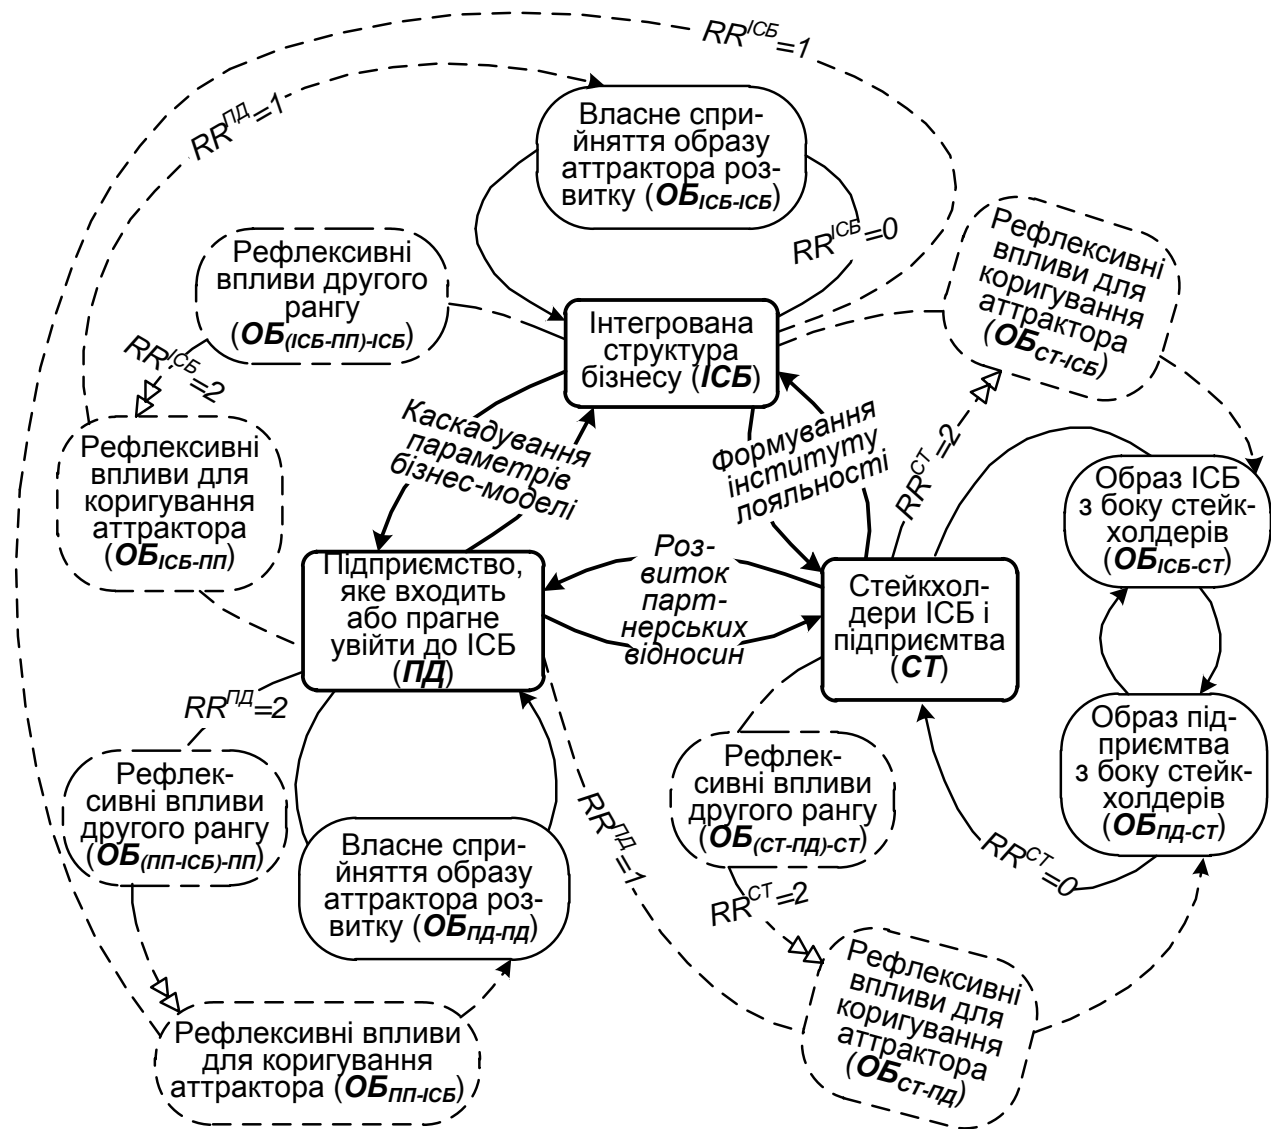 RR^ІСБ=1
RR^ПД=1
Власне спри-
йняття образу
аттрактора роз-
витку (ОБ_ІСБ-ІСБ)
RR^ІСБ=0
Рефлексивні
впливи другого
рангу
(ОБ_(ІСБ-ПП)-ІСБ)
Рефлексивні
впливи для
коригування
аттрактора
(ОБ_СТ-ІСБ)
Інтегрована
структура
бізнесу (ІСБ)
RR^ІСБ=2
Каскадування
параметрів
бізнес-моделі
Формування
інституту
лояльності
RR^СТ=2
Рефлексивні
впливи для
коригування
аттрактора
(ОБ_ІСБ-ПП)
Образ ІСБ
з боку стейк-
холдерів
(ОБ_ІСБ-СТ)
Підприємство,
яке входить
або прагне
увійти до ІСБ
(ПД)
Роз-
виток
парт-
нерських
відносин
Стейкхол-
дери ІСБ і
підприємтва
(СТ)
RR^ПД=2
Образ під-
приємтва
з боку стейк-
холдерів
(ОБ_ПД-СТ)
Рефлек-
сивні впливи
другого рангу
(ОБ_(ПП-ІСБ)-ПП)
Рефлек-
сивні впливи
другого рангу
(ОБ_(СТ-ПД)-СТ)
RR^ПД=1
RR^СТ=0
Власне спри-
йняття образу
аттрактора роз-
витку (ОБ_ПД-ПД)
RR^СТ=2
Рефлексивні
впливи для
коригування
аттрактора
(ОБ_СТ-ПД)
Рефлексивні впливи
для коригування
аттрактора (ОБ_ПП-ІСБ)